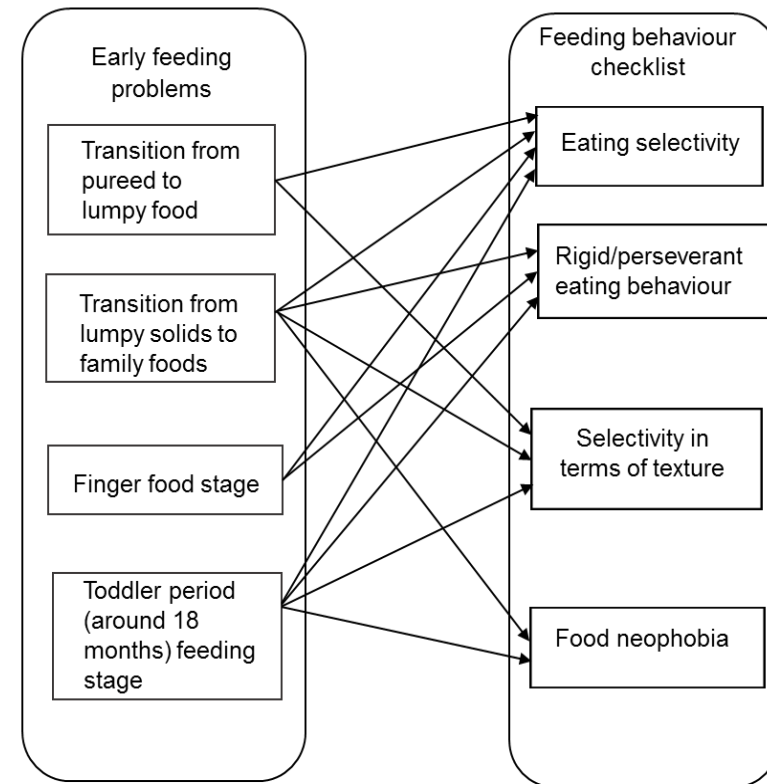 Early feeding
problems
Transition from
pureed to
lumpy food
Transition from
lumpy solids to
family foods
Finger food stage
Toddler period
(around 18
months) feeding
stage
Feeding behaviour
checklist
Eating selectivity
Rigid/perseverant
eating behaviour
Selectivity in
terms of texture
Food neophobia